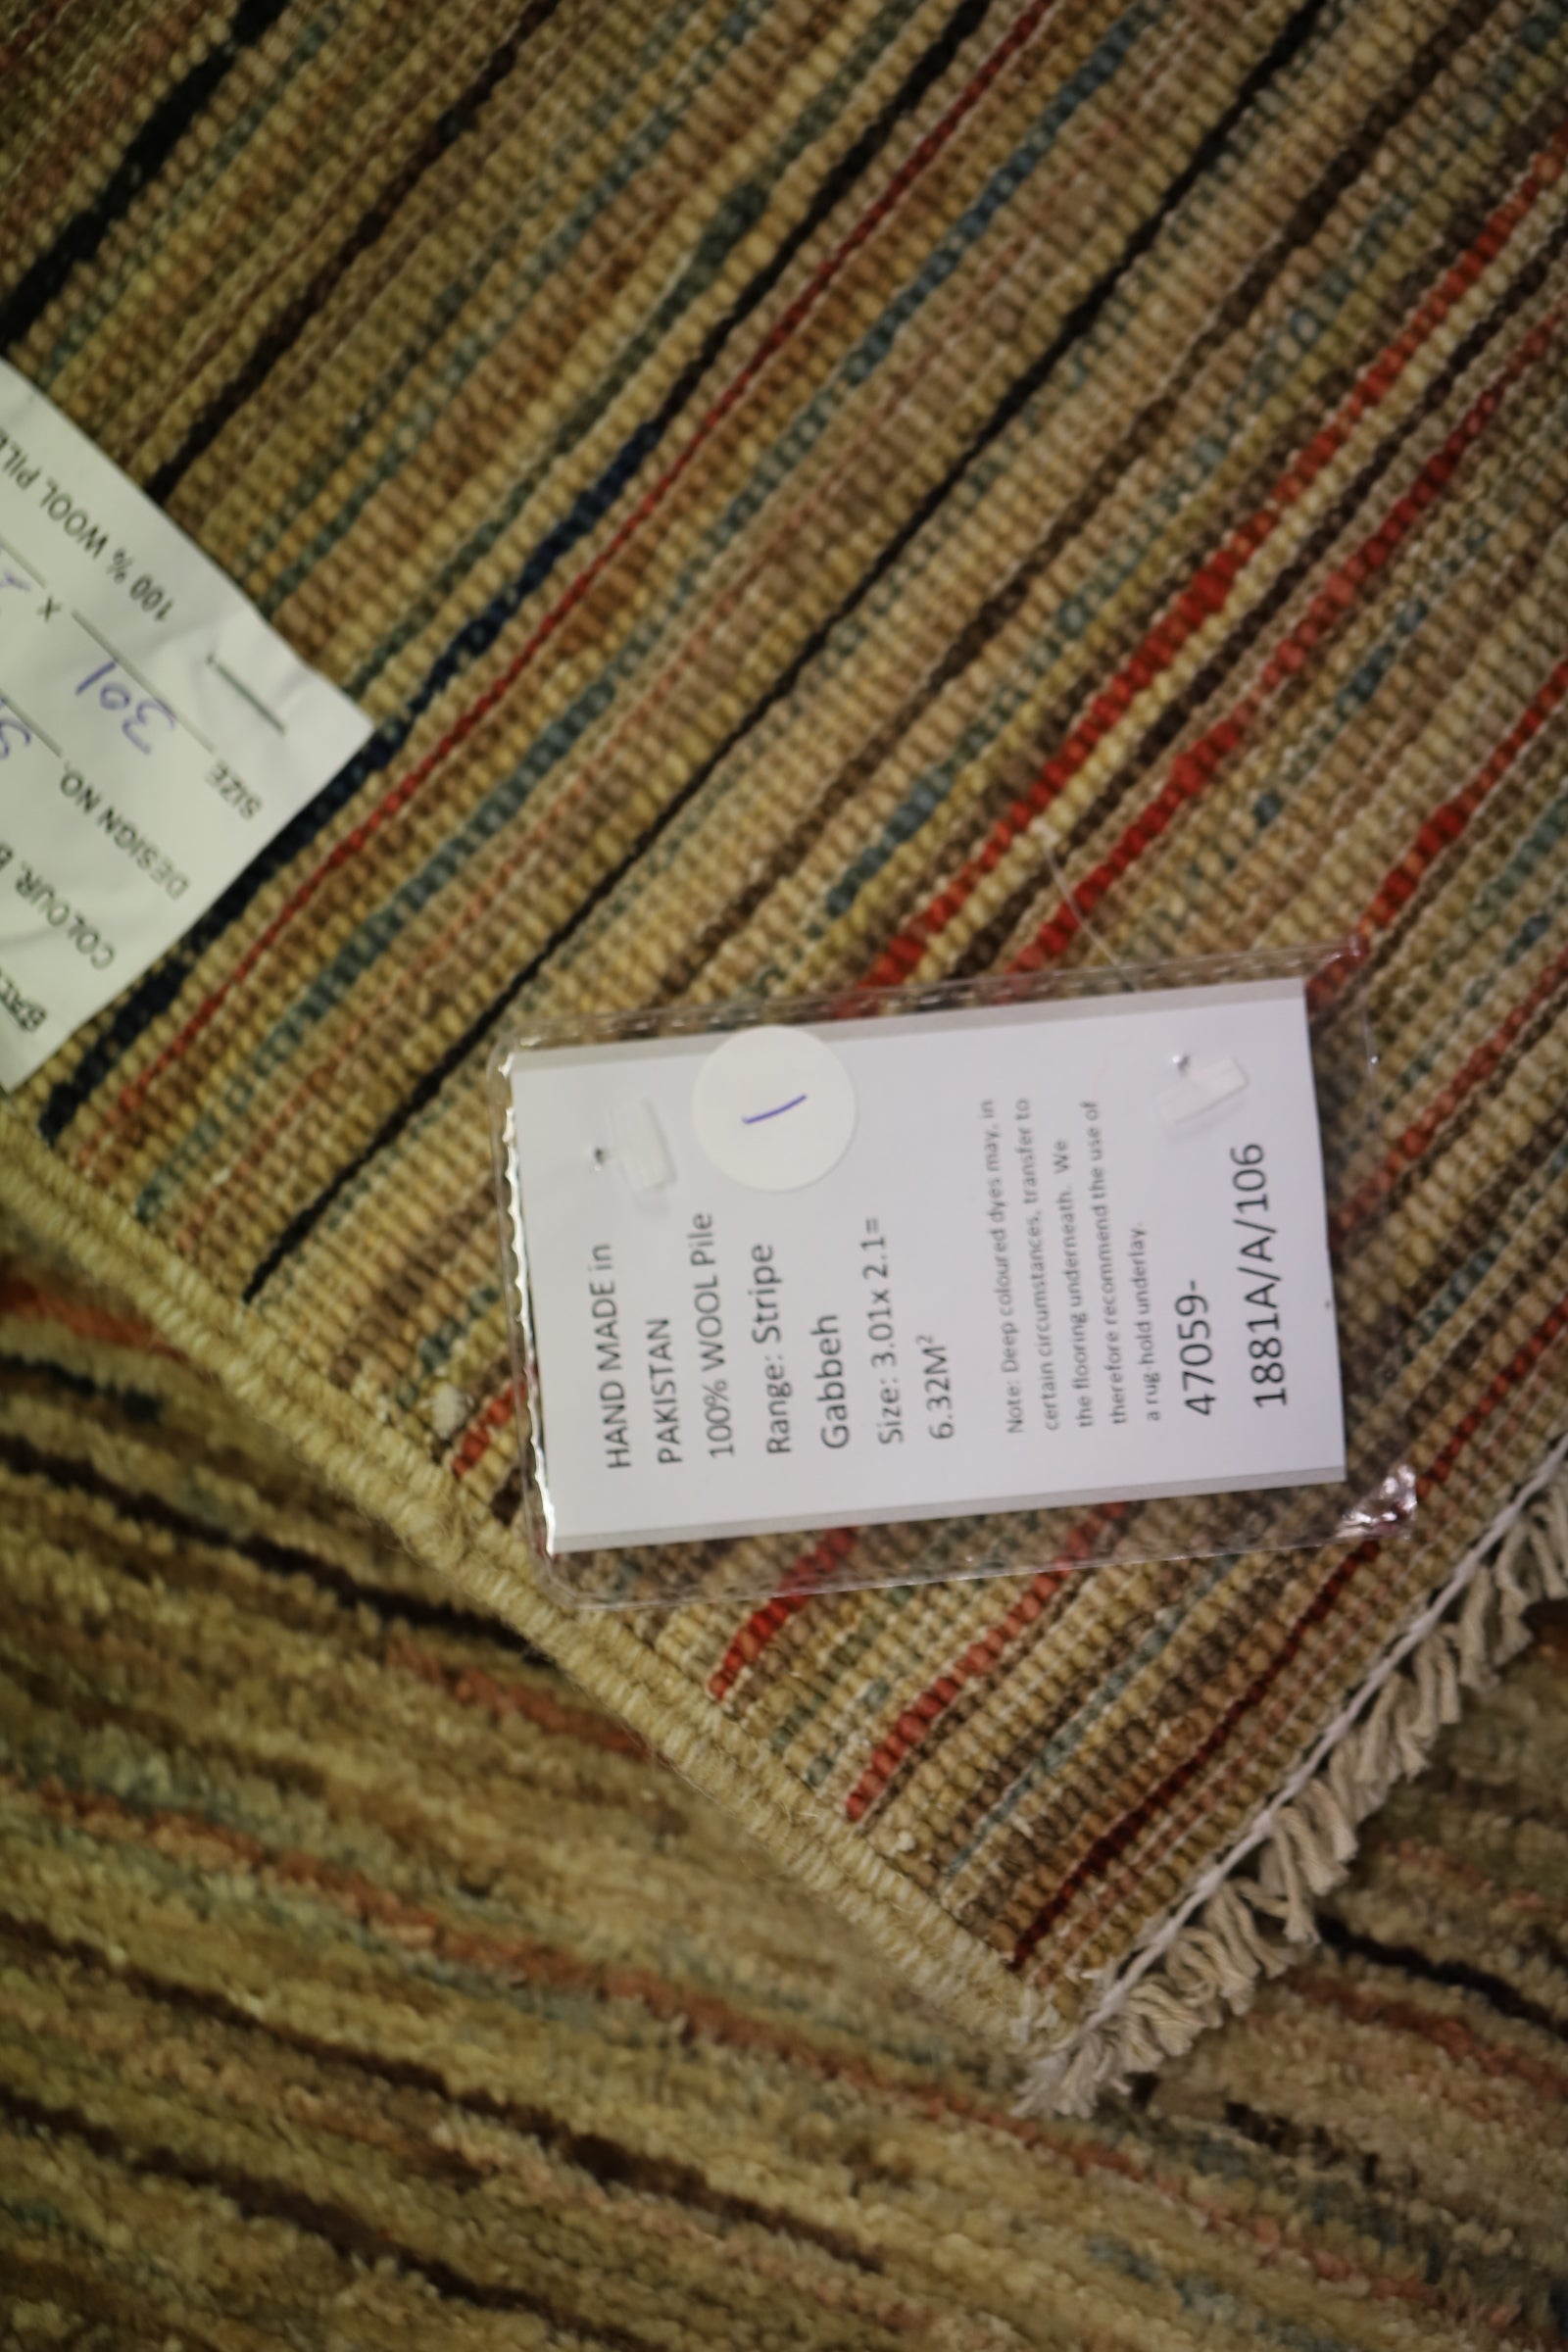 HAND MADE in
PAKISTAN
100% WOOL Pile
Range: Stripe
Gabbeh
Size: 3.01x 2.1=
6.32M²
Note: Deep coloured dyes may, in
certain circumstances, transfer to
the flooring underneath. We
therefore recommend the use of
a rug-hold underlay.
47059-
1881A/A/106
1
100 % WOOL PILE
SIZE 301 x
DESIGN NO.
COLOUR. B